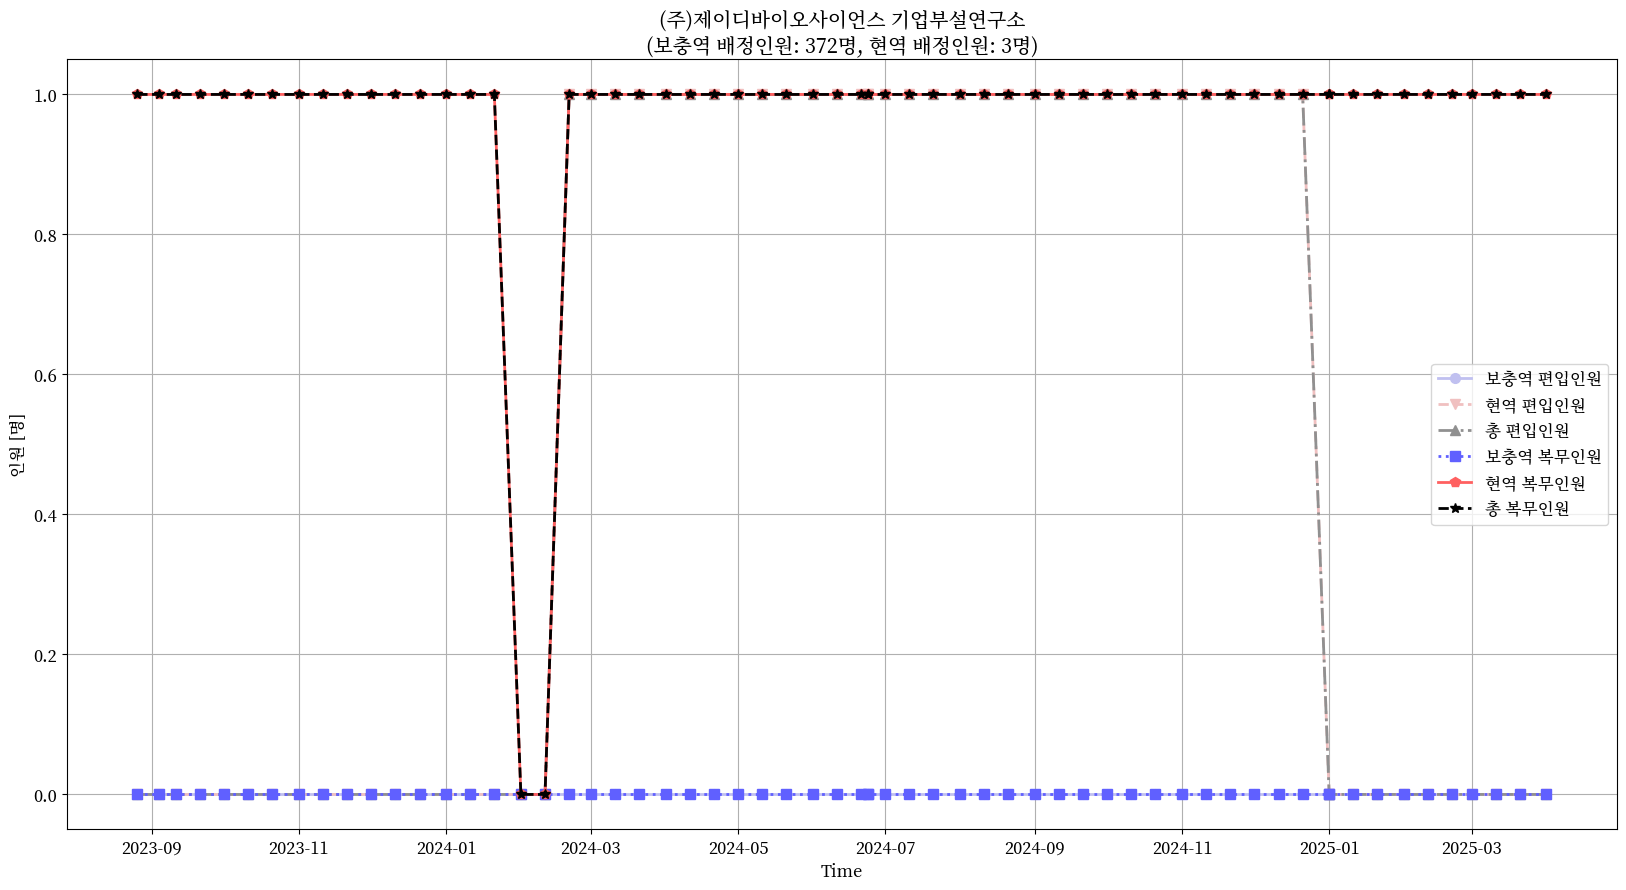 (주)제이디바이오사이언스 기업부설연구소
(보충역 배정인원: 372명, 현역 배정인원: 3명)
인원 [명]
1.0
0.8
0.6
0.4
0.2
0.0
보충역 편입인원
현역 편입인원
총 편입인원
보충역 복무인원
현역 복무인원
총 복무인원
2023-09 2023-11 2024-01 2024-03 2024-05 2024-07 2024-09 2024-11 2025-01 2025-03
Time